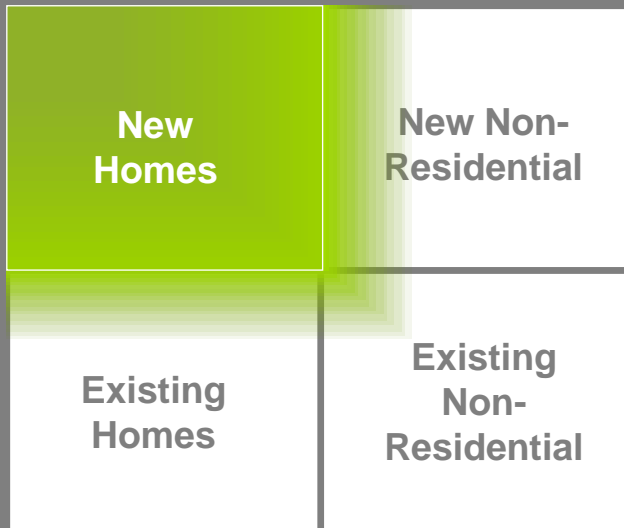 New
Homes
New Non-
Residential
Existing
Homes
Existing
Non-
Residential